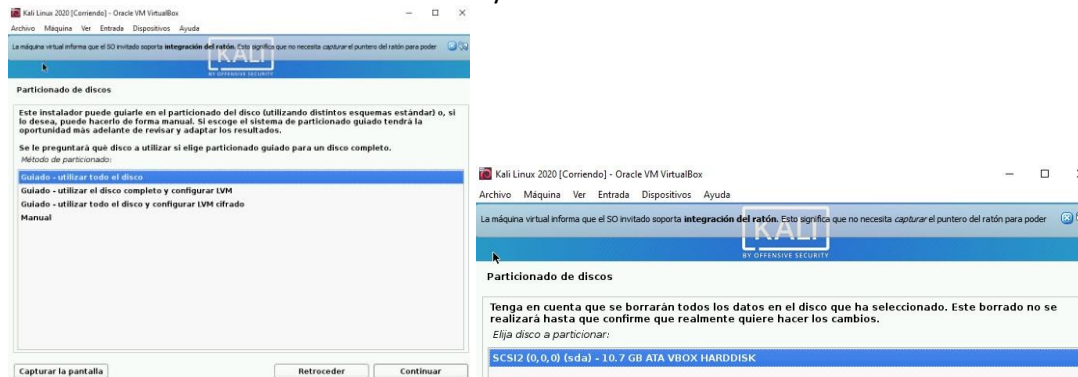 Kali Linux 2020 [Corriendo] - Oracle VM VirtualBox
Archivo Máquina Ver Entrada Dispositivos Ayuda
La máquina virtual informa que el SO invitado soporta integración del ratón. Esto significa que no necesita capturar el puntero del ratón para poder
KALI
BY OFFENSIVE SECURITY
Particionado de discos
Este instalador puede guiarle en el particionado del disco (utilizando distintos esquemas estándar) o, si
lo desea, puede hacerlo de forma manual. Si escoge el sistema de particionado guiado tendrá la
oportunidad más adelante de revisar y adaptar los resultados.
Se le preguntará qué disco a utilizar si elige particionado guiado para un disco completo.
Método de particionado:
Guiado - utilizar todo el disco
Guiado - utilizar el disco completo y configurar LVM
Guiado - utilizar todo el disco y configurar LVM cifrado
Manual
Capturar la pantalla Retroceder Continuar
Kali Linux 2020 [Corriendo] - Oracle VM VirtualBox
Archivo Máquina Ver Entrada Dispositivos Ayuda
La máquina virtual informa que el SO invitado soporta integración del ratón. Esto significa que no necesita capturar el puntero del ratón para poder
KALI
BY OFFENSIVE SECURITY
Particionado de discos
Tenga en cuenta que se borrarán todos los datos en el disco que ha seleccionado. Este borrado no se
realizará hasta que confirme que realmente quiere hacer los cambios.
Elija disco a particionar:
SCSI2 (0,0,0) (sda) - 10.7 GB ATA VBOX HARDDISK